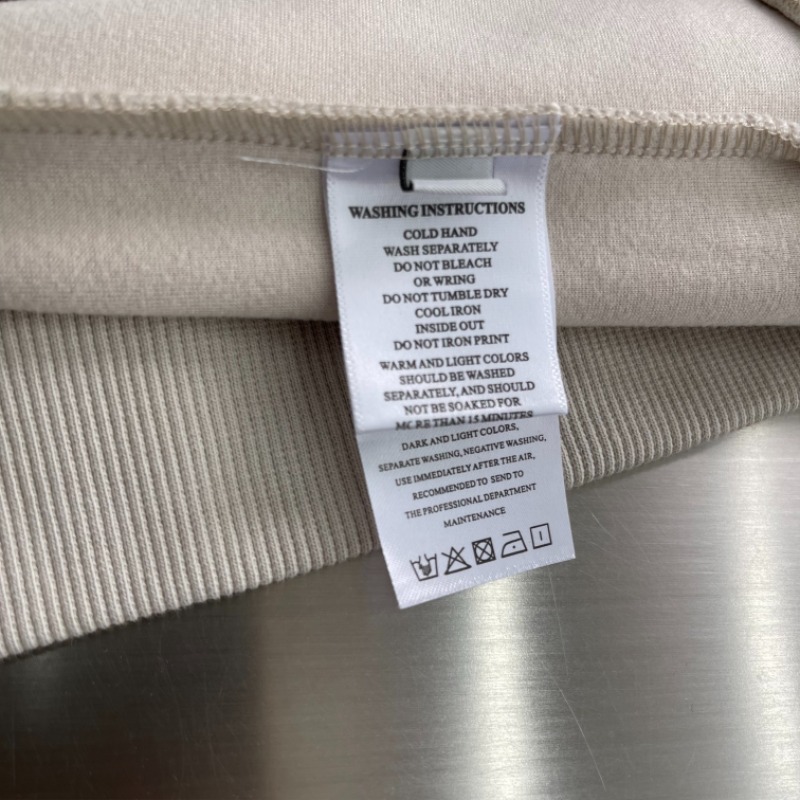 WASHING INSTRUCTIONS
COLD HAND
WASH SEPARATELY
DO NOT BLEACH
OR WRING
DO NOT TUMBLE DRY
COOL IRON
INSIDE OUT
DO NOT IRON PRINT
WARM AND LIGHT COLORS
SHOULD BE WASHED
SEPARATELY, AND SHOULD
NOT BE SOAKED FOR
MORE THAN 15 MINUTES
DARK AND LIGHT COLORS,
SEPARATE WASHING, NEGATIVE WASHING,
USE IMMEDIATELY AFTER THE AIR,
RECOMMENDED TO SEND TO
THE PROFESSIONAL DEPARTMENT
MAINTENANCE